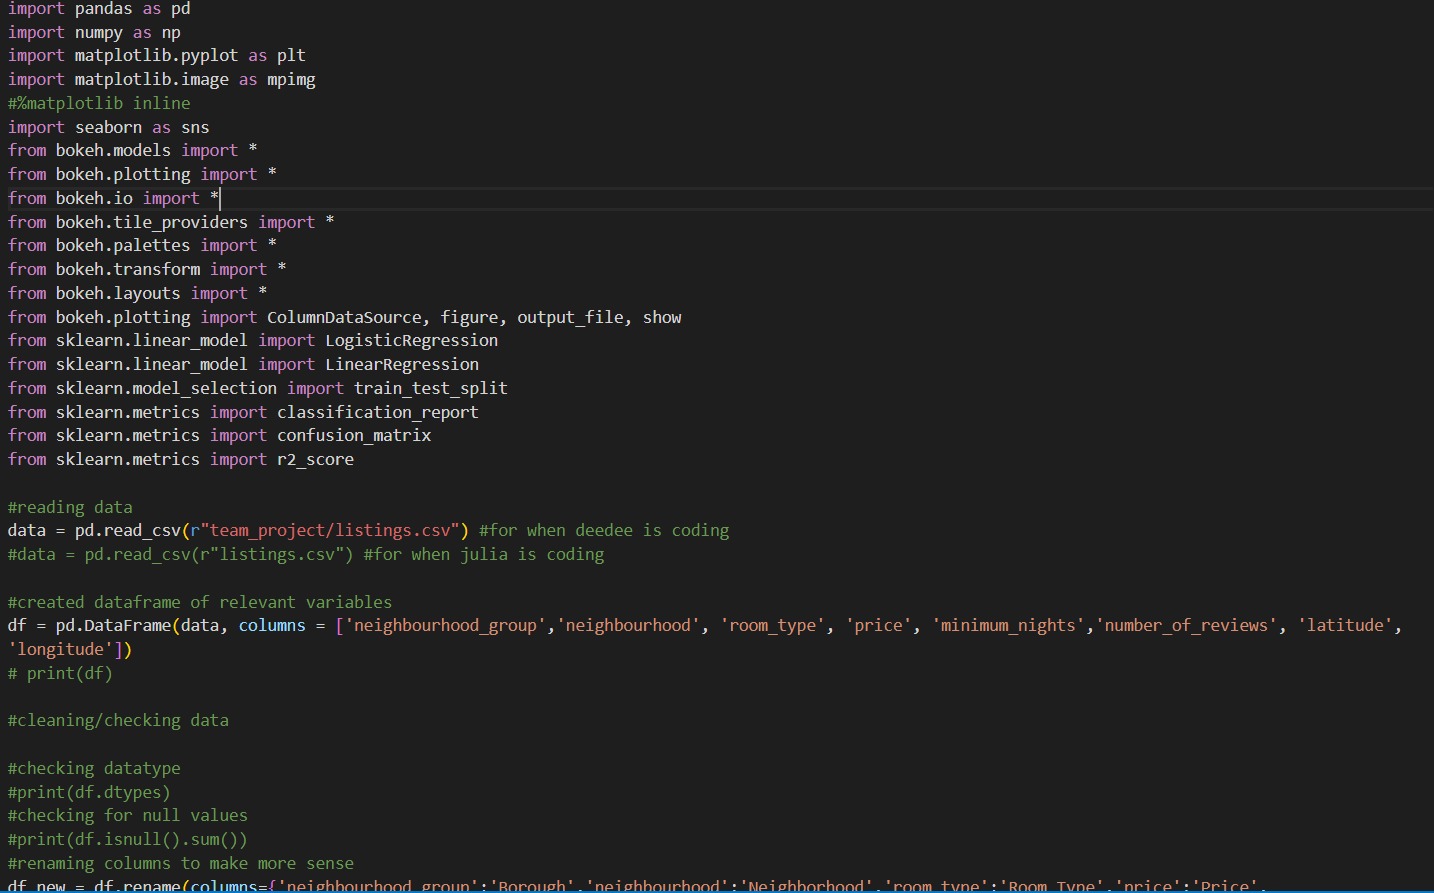 import pandas as pd
import numpy as np
import matplotlib.pyplot as plt
import matplotlib.image as mpimg
#%matplotlib inline
import seaborn as sns
from bokeh.models import *
from bokeh.plotting import *
from bokeh.io import *
from bokeh.tile_providers import *
from bokeh.palettes import *
from bokeh.transform import *
from bokeh.layouts import *
from bokeh.plotting import ColumnDataSource, figure, output_file, show
from sklearn.linear_model import LogisticRegression
from sklearn.linear_model import LinearRegression
from sklearn.model_selection import train_test_split
from sklearn.metrics import classification_report
from sklearn.metrics import confusion_matrix
from sklearn.metrics import r2_score
#reading data
data = pd.read_csv(r"team_project/listings.csv") #for when deedee is coding
#data = pd.read_csv(r"listings.csv") #for when julia is coding
#created dataframe of relevant variables
df = pd.DataFrame(data, columns = ['neighbourhood_group','neighbourhood', 'room_type', 'price', 'minimum_nights','number_of_reviews', 'latitude',
'longitude'])
# print(df)
#cleaning/checking data
#checking datatype
#print(df.dtypes)
#checking for null values
#print(df.isnull().sum())
#renaming columns to make more sense
df_new = df.rename(columns={'neighbourhood_group':'Borough','neighbourhood':'Neighborhood','room_type':'Room Type','price':'Price',